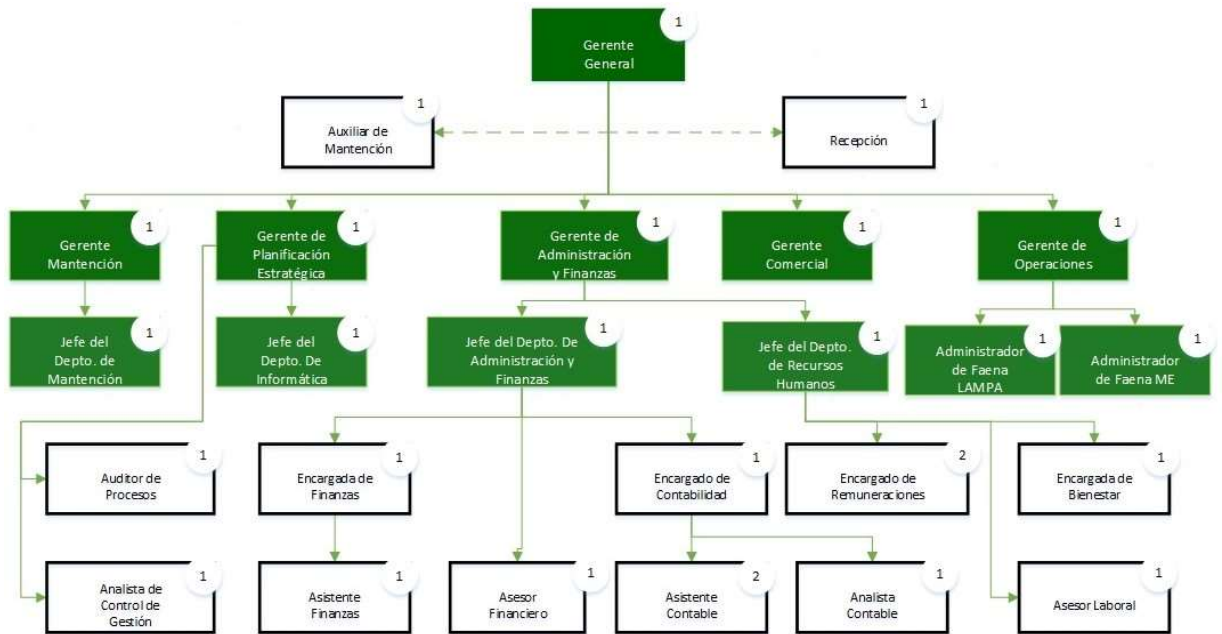 1
Gerente
General
1
Auxiliar de
Mantención
1
Recepción
1
Gerente
Mantención
1
Gerente de
Planificación
Estratégica
1
Gerente de
Administración
y Finanzas
1
Gerente
Comercial
1
Gerente de
Operaciones
1
Jefe del
Depto. de
Mantención
1
Jefe del
Depto. De
Informática
1
Jefe del Depto. De
Administración y
Finanzas
1
Jefe del Depto.
de Recursos
Humanos
1
Administrador
de Faena
LAMPA
1
Administrador
de Faena ME
1
Auditor de
Procesos
1
Encargada de
Finanzas
1
Encargado de
Contabilidad
2
Encargado de
Remuneraciones
1
Encargada de
Bienestar
1
Analista de
Control de
Gestión
1
Asistente
Finanzas
1
Asesor
Financiero
2
Asistente
Contable
1
Analista
Contable
1
Asesor Laboral